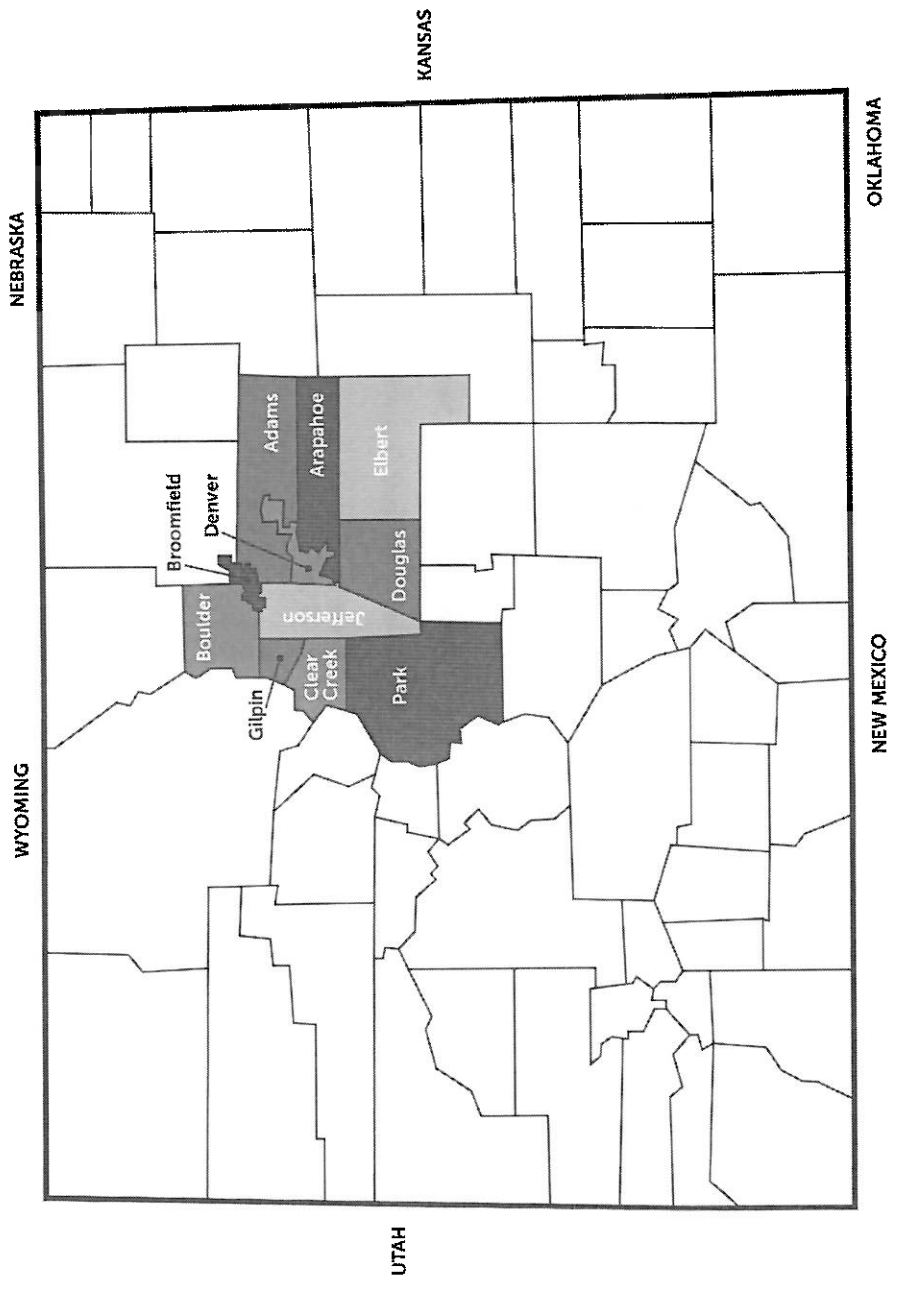 WYOMING
NEBRASKA
Broomfield
Denver
Boulder
Adams
Gilpin
Jefferson
Arapahoe
Clear
Creek
Elbert
Park
Douglas
UTAH
KANSAS
NEW MEXICO
OKLAHOMA